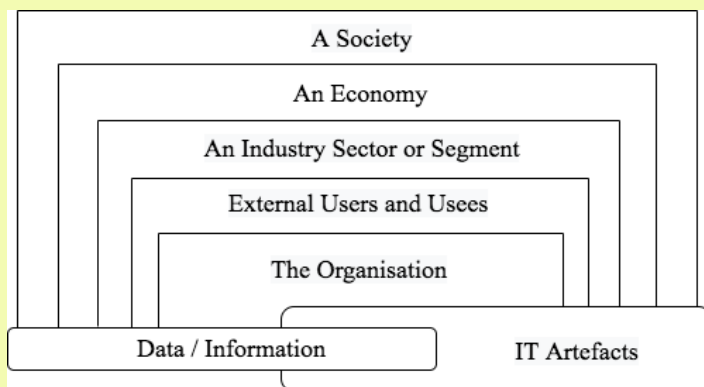 A Society
An Economy
An Industry Sector or Segment
External Users and Usees
The Organisation
Data / Information
IT Artefacts